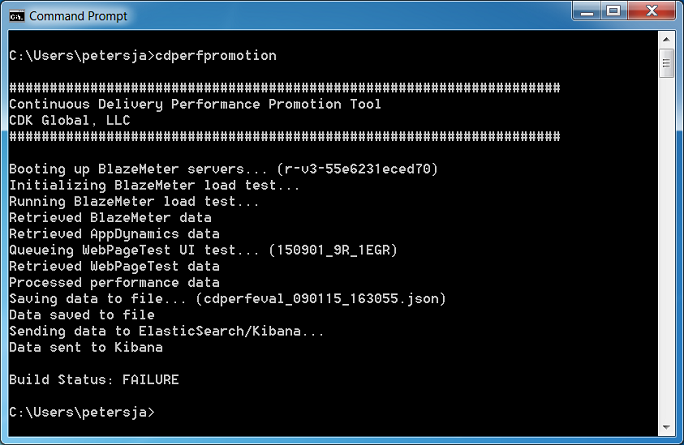 Command Prompt
C:\Users\petersja>cdperfpromotion
####################################################################
Continuous Delivery Performance Promotion Tool
CDK Global, LLC
####################################################################
Booting up BlazeMeter servers... (r-v3-55e6231eced70)
Initializing BlazeMeter load test...
Running BlazeMeter load test...
Retrieved BlazeMeter data
Retrieved AppDynamics data
Queueing WebPageTest UI test... (150901_9R_1EGR)
Retrieved WebPageTest data
Processed performance data
Saving data to file... (cdperfeval_090115_163055.json)
Data saved to file
Sending data to ElasticSearch/Kibana...
Data sent to Kibana
Build Status: FAILURE
C:\Users\petersja>